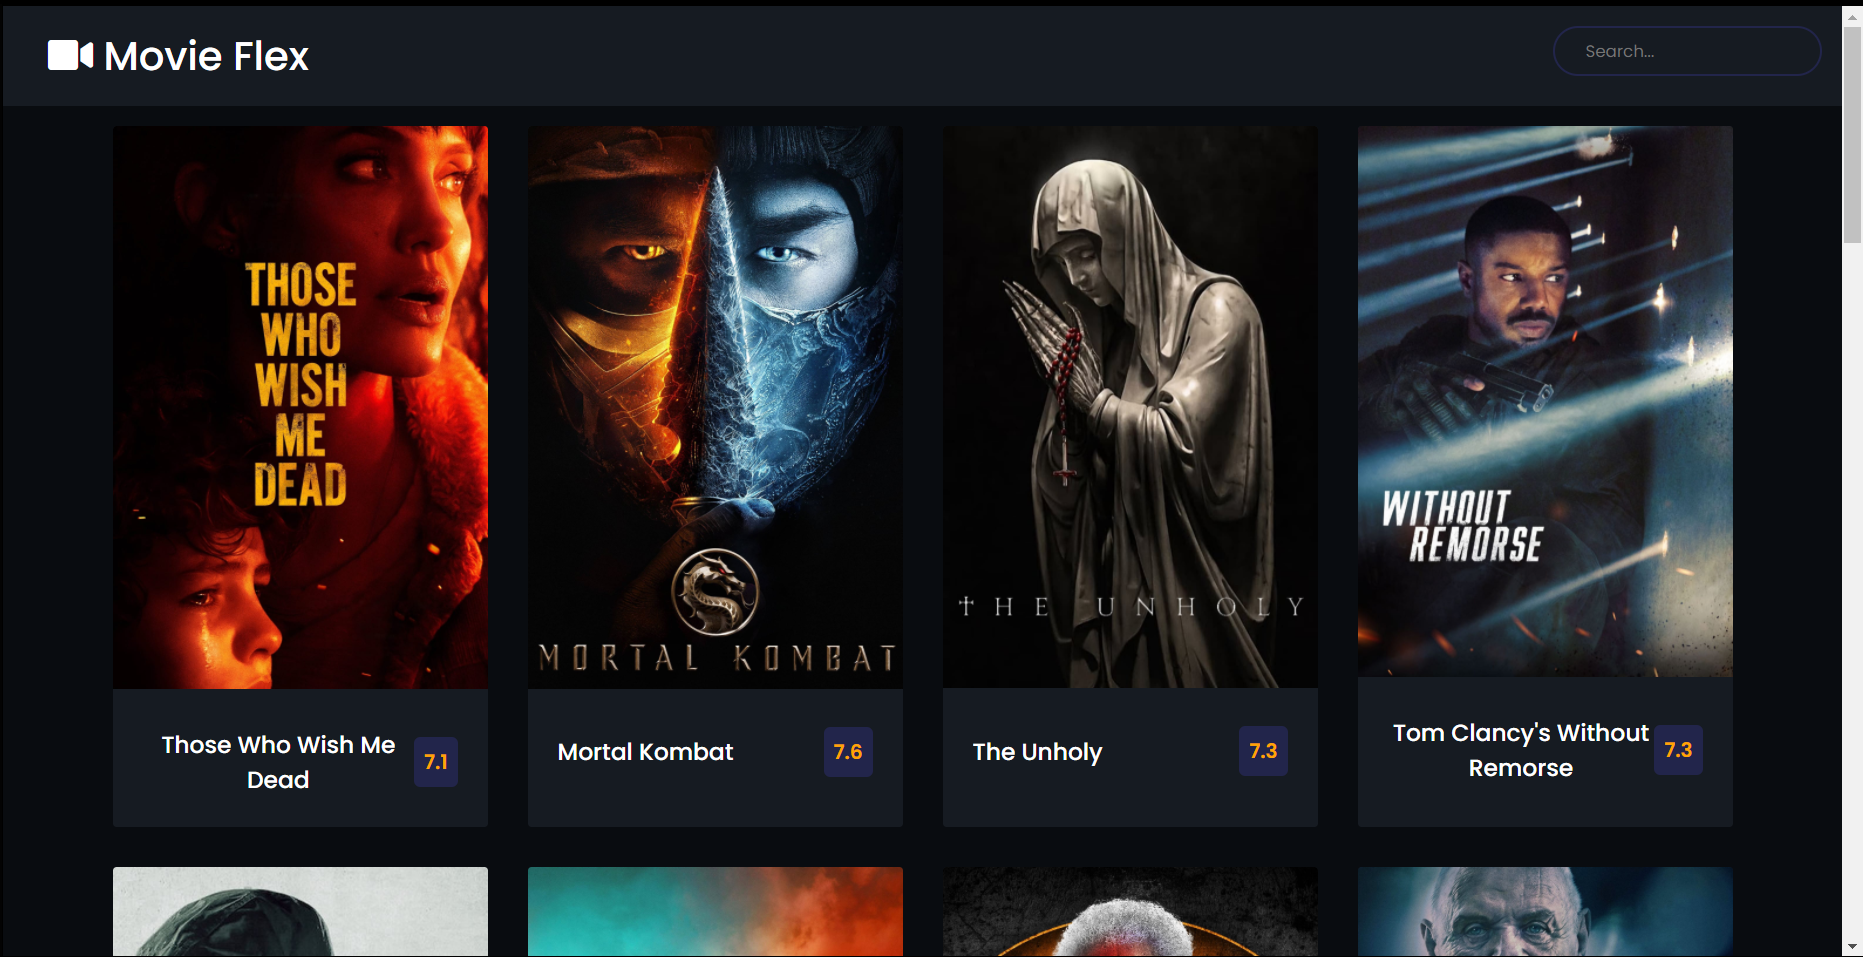 Movie Flex
Search...
THOSE
WHO
WISH
ME
DEAD
MORTAL KOMBAT
THE UNHOLY
WITHOUT
REMORSE
Those Who Wish Me
Dead
7.1
Mortal Kombat
7.6
The Unholy
7.3
Tom Clancy's Without
Remorse
7.3